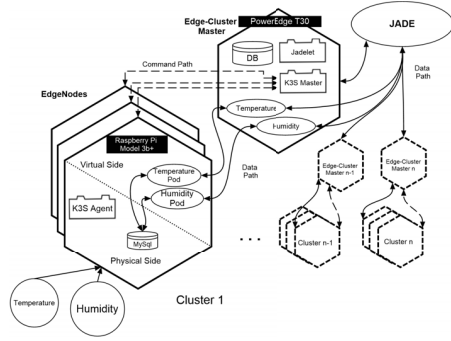 Edge-Cluster
Master
PowerEdge T30
JADE
DB
Jadelet
K3S Master
Command Path
Data
Path
EdgeNodes
Temperature
Humidity
Raspberry Pi
Model 3b+
Virtual Side
Temperature
Pod
Humidity
Pod
Data
Path
K3S Agent
MySql
Physical Side
Edge-Cluster
Master n-1
Edge-Cluster
Master n
...
...
Cluster n-1
Cluster n
Temperature
Humidity
Cluster 1